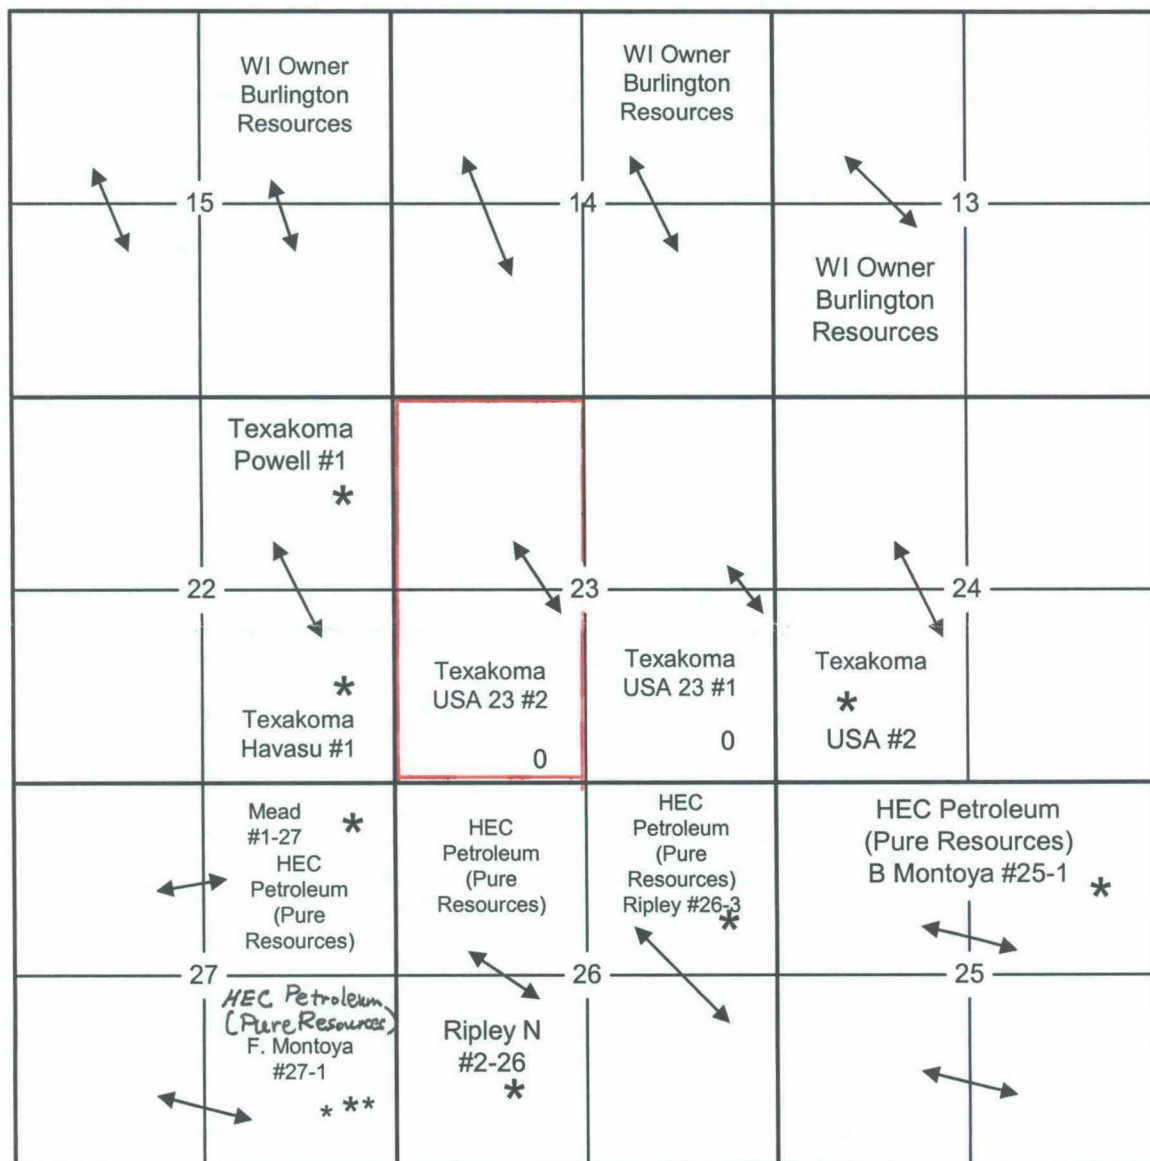 WI Owner
Burlington
Resources
WI Owner
Burlington
Resources
15
14
13
WI Owner
Burlington
Resources
Texakoma
Powell #1
*
22
23
24
*
Texakoma
Havasu #1
Texakoma
USA 23 #2
0
Texakoma
USA 23 #1
0
Texakoma
*
USA #2
Mead
#1-27
*
HEC
Petroleum
(Pure
Resources)
HEC
Petroleum
(Pure
Resources)
HEC
Petroleum
(Pure
Resources)
Ripley #26-3
*
HEC Petroleum
(Pure Resources)
B Montoya #25-1
*
27
26
25
HEC Petroleum
(Pure Resources)
F. Montoya
#27-1
* * *
Ripley N
#2-26
*